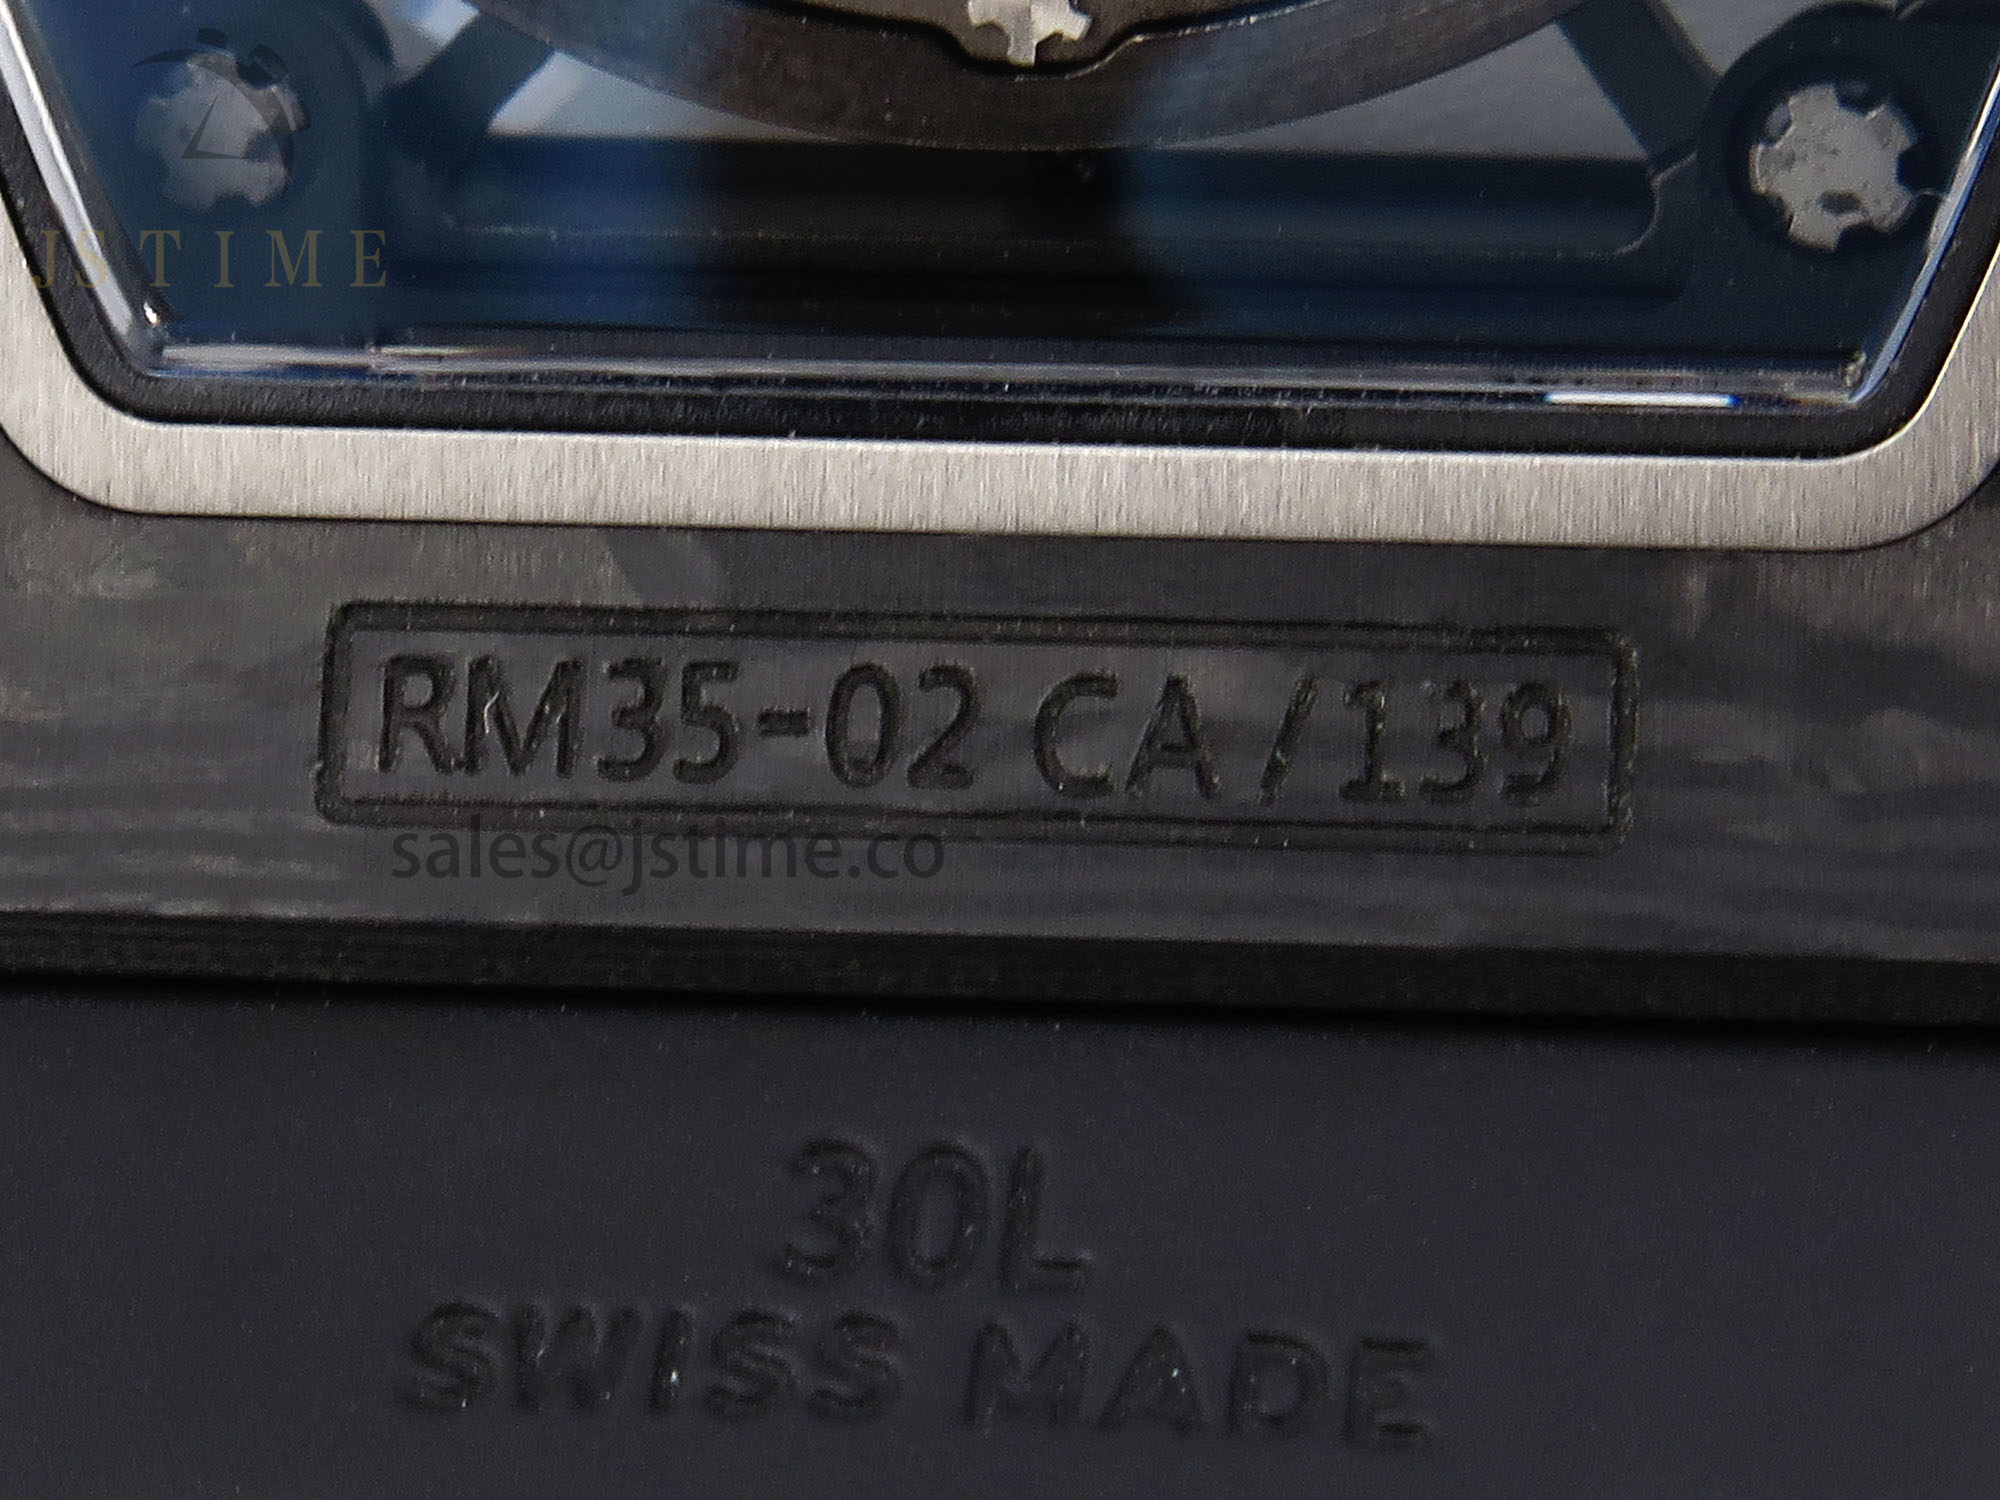 JSTIME
RM35-02 CA/139
sales@jstime.co
30L
SWISS MADE